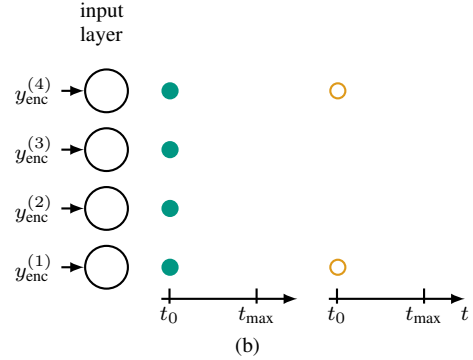 input
layer
y_enc^(4)
y_enc^(3)
y_enc^(2)
y_enc^(1)
t_0 t_max t_0 t_max t
(b)